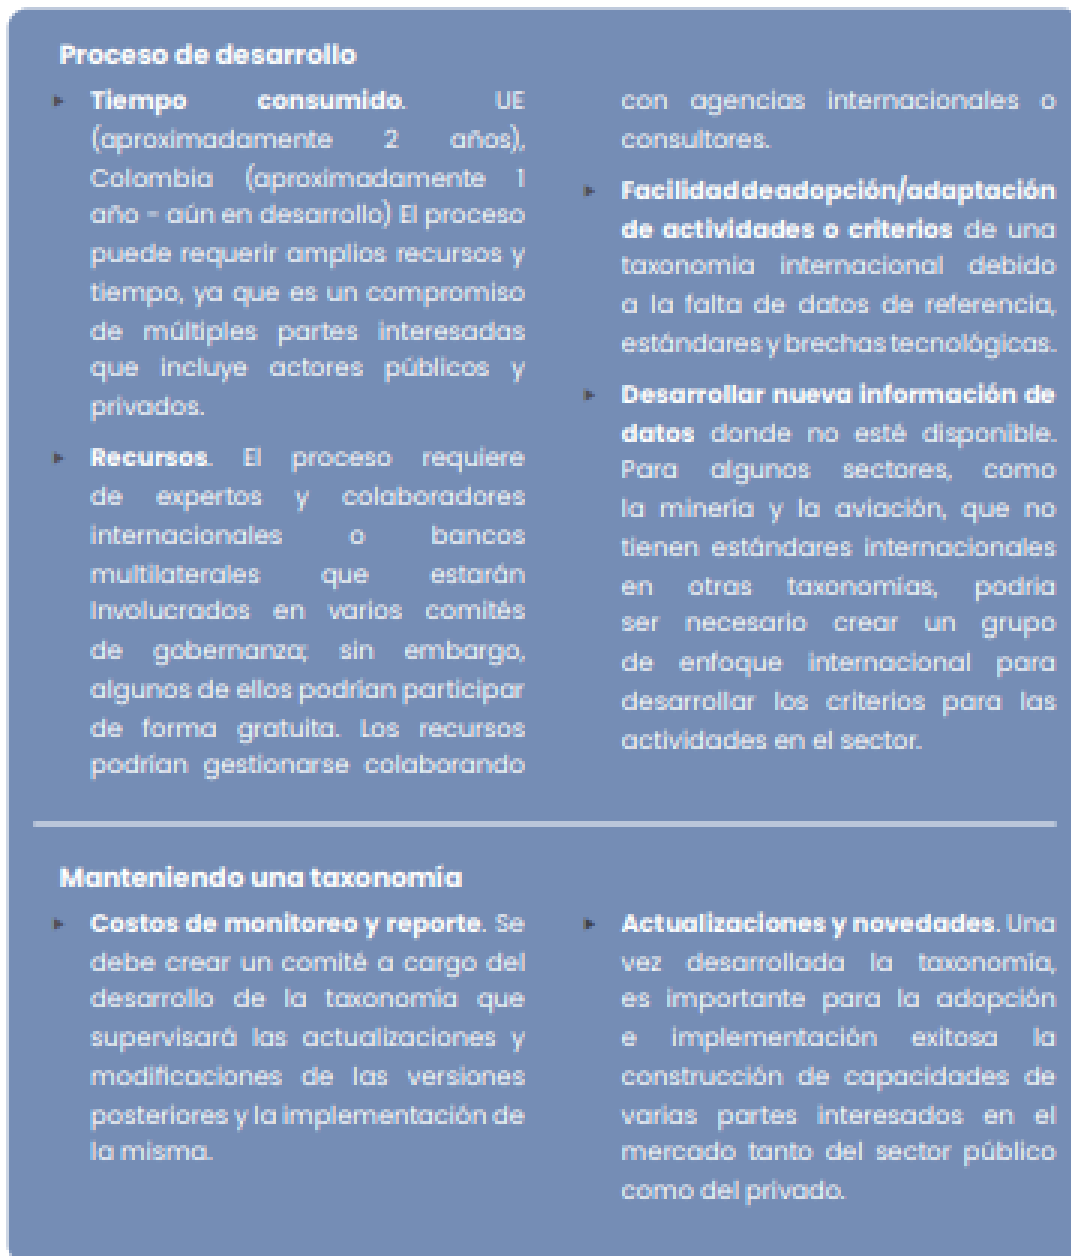 Proceso de desarrollo
▸ Tiempo consumido. UE
(aproximadamente 2 años),
Colombia (aproximadamente 1
año - aún en desarrollo) El proceso
puede requerir amplios recursos y
tiempo, ya que es un compromiso
de múltiples partes interesadas
que incluye actores públicos y
privados.
▸ Recursos. El proceso requiere
de expertos y colaboradores
internacionales o bancos
multilaterales que estarán
Involucrados en varios comités
de gobernanza; sin embargo,
algunos de ellos podrían participar
de forma gratuita. Los recursos
podrían gestionarse colaborando
con agencias internacionales o
consultores.
▸ Facilidad de adopción/adaptación
de actividades o criterios de una
taxonomía internacional debido
a la falta de datos de referencia,
estándares y brechas tecnológicas.
▸ Desarrollar nueva información de
datos donde no esté disponible.
Para algunos sectores, como
la minería y la aviación, que no
tienen estándares internacionales
en otras taxonomías, podría
ser necesario crear un grupo
de enfoque internacional para
desarrollar los criterios para las
actividades en el sector.
Manteniendo una taxonomía
▸ Costos de monitoreo y reporte. Se
debe crear un comité a cargo del
desarrollo de la taxonomía que
supervisará las actualizaciones y
modificaciones de las versiones
posteriores y la implementación de
la misma.
▸ Actualizaciones y novedades. Una
vez desarrollada la taxonomía,
es importante para la adopción
e implementación exitosa la
construcción de capacidades de
varias partes interesados en el
mercado tanto del sector público
como del privado.